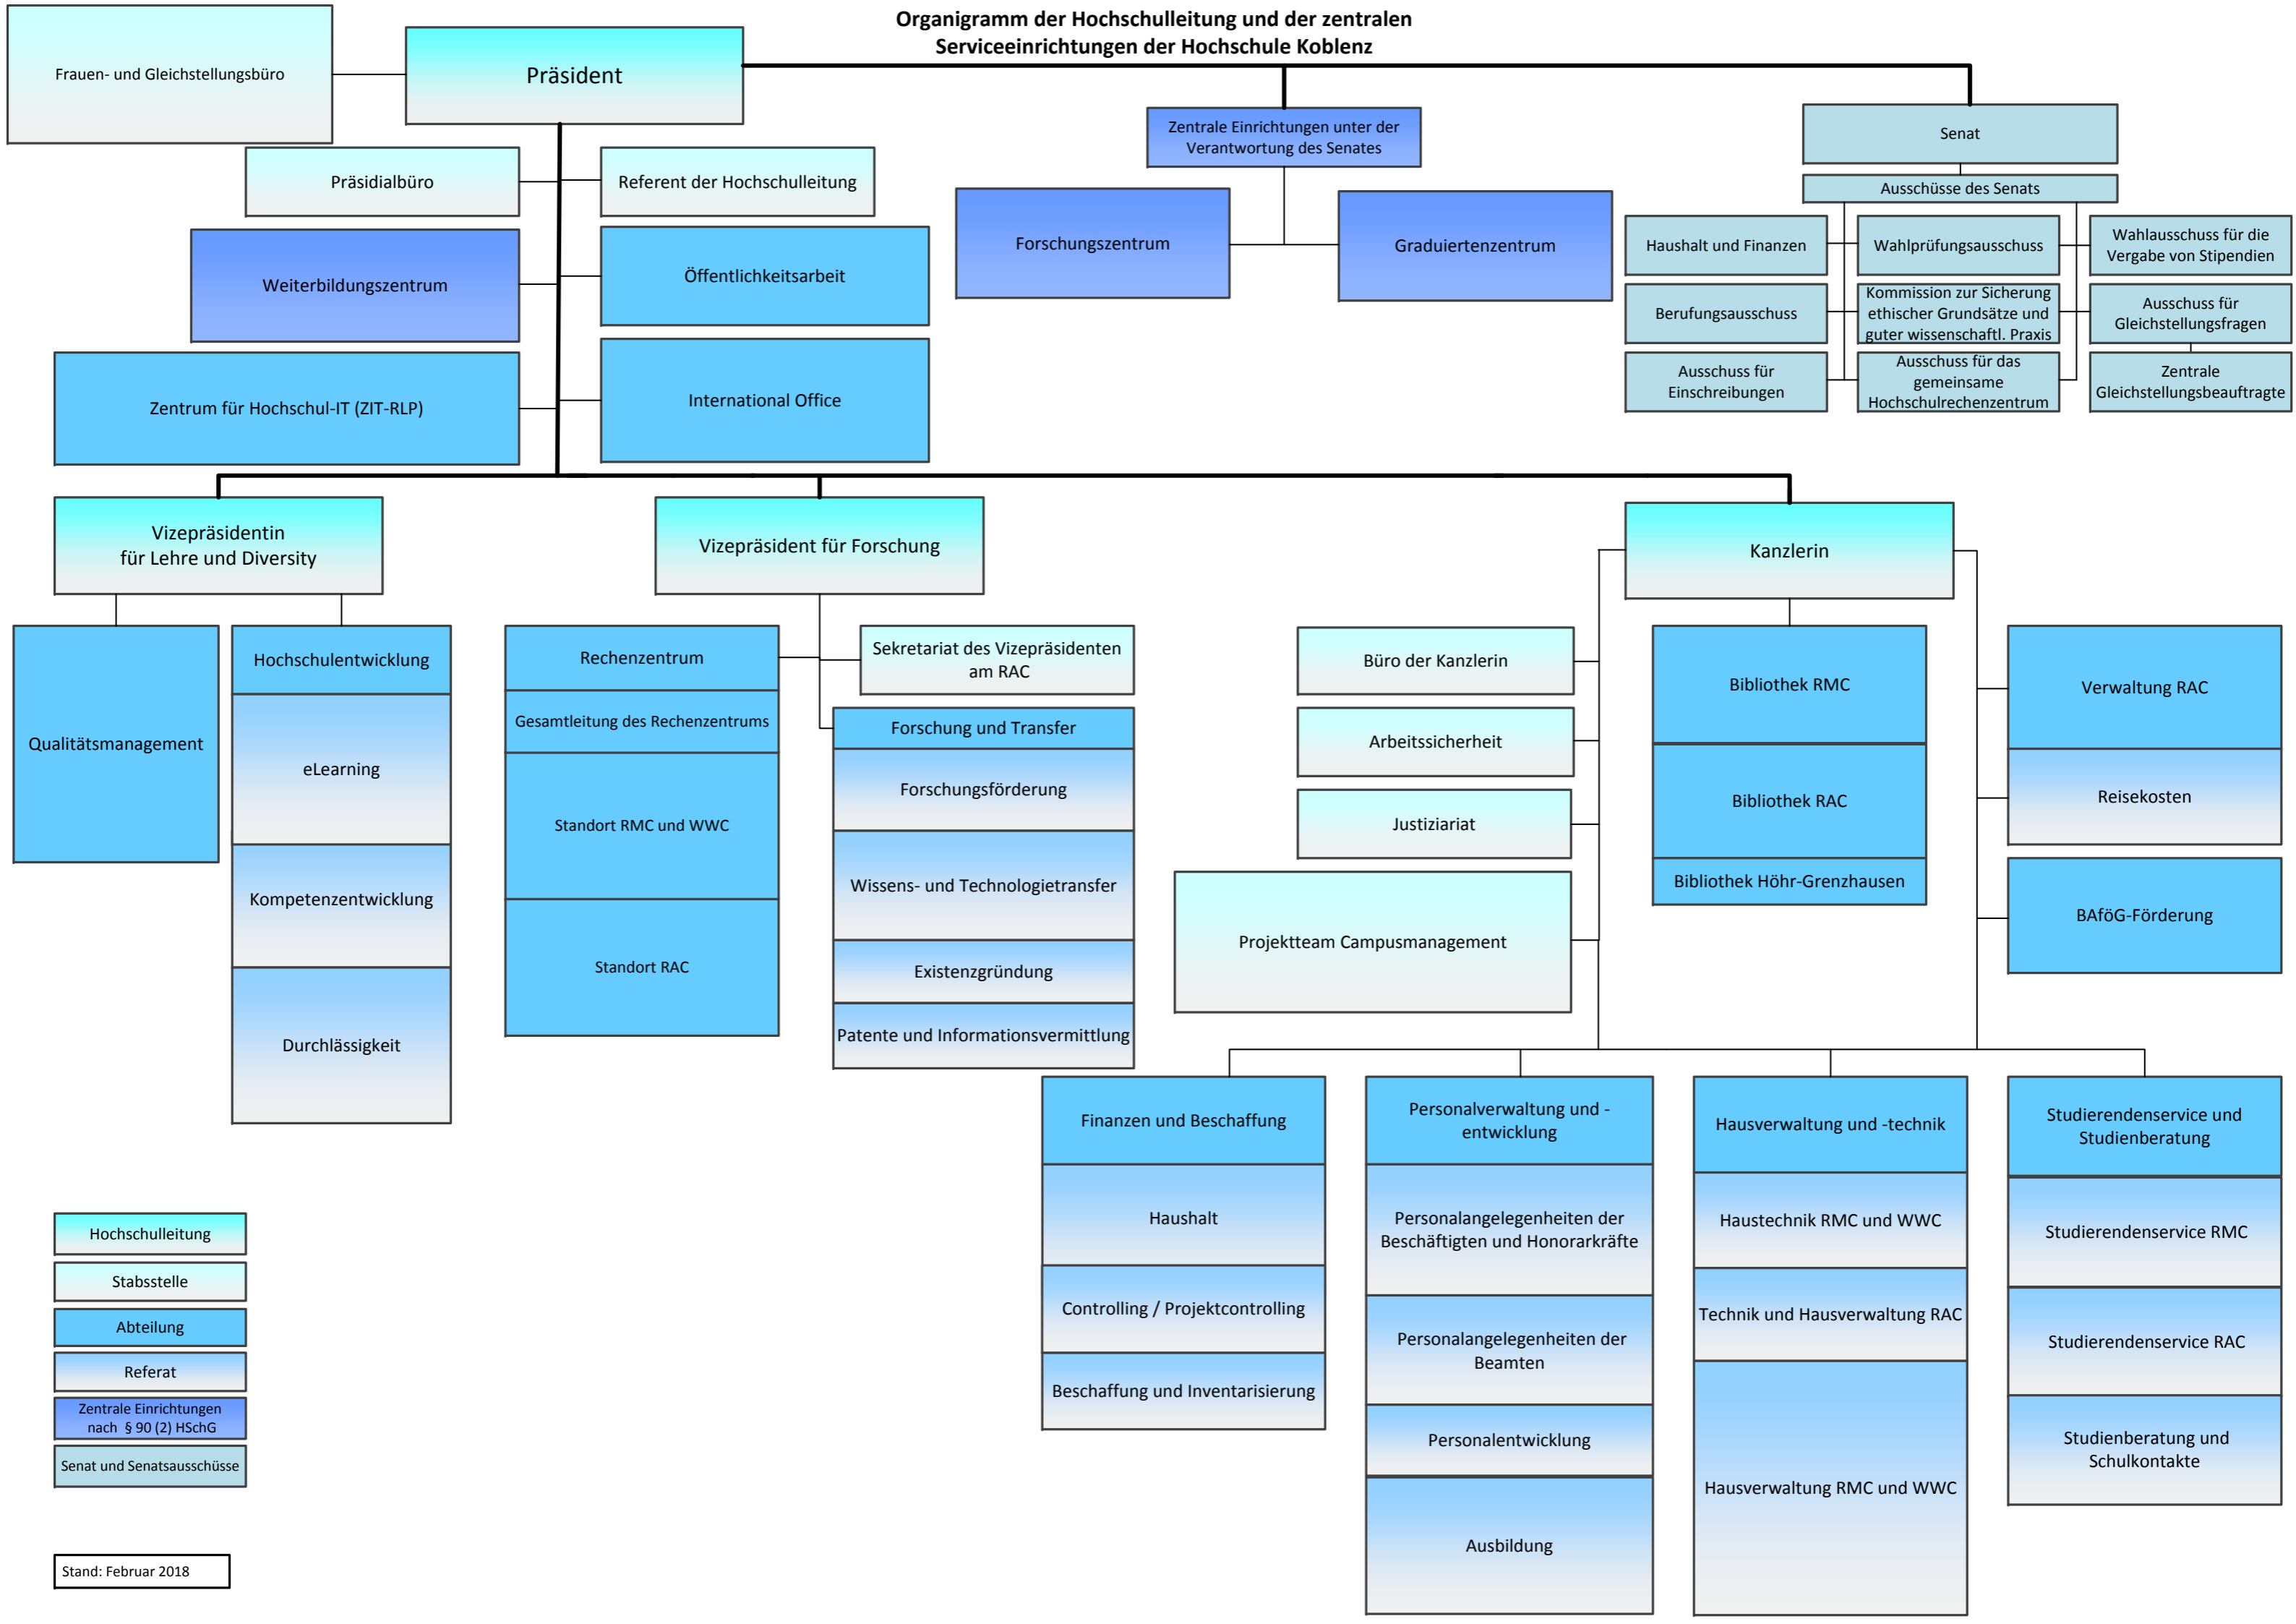 Organigramm der Hochschulleitung und der zentralen
Serviceeinrichtungen der Hochschule Koblenz
Frauen- und Gleichstellungsbüro
Präsident
Präsidialbüro
Referent der Hochschulleitung
Weiterbildungszentrum
Öffentlichkeitsarbeit
Zentrum für Hochschul-IT (ZIT-RLP)
International Office
Zentrale Einrichtungen unter der
Verantwortung des Senates
Forschungszentrum
Graduiertenzentrum
Senat
Ausschüsse des Senats
Haushalt und Finanzen
Wahlprüfungsausschuss
Wahlausschuss für die
Vergabe von Stipendien
Berufungsausschuss
Kommission zur Sicherung
ethischer Grundsätze und
guter wissenschaftl. Praxis
Ausschuss für
Gleichstellungsfragen
Ausschuss für
Einschreibungen
Ausschuss für das
gemeinsame
Hochschulrechenzentrum
Zentrale
Gleichstellungsbeauftragte
Vizepräsidentin
für Lehre und Diversity
Vizepräsident für Forschung
Kanzlerin
Qualitätsmanagement
Hochschulentwicklung
eLearning
Kompetenzentwicklung
Durchlässigkeit
Rechenzentrum
Gesamtleitung des Rechenzentrums
Standort RMC und WWC
Standort RAC
Sekretariat des Vizepräsidenten
am RAC
Forschung und Transfer
Forschungsförderung
Wissens- und Technologietransfer
Existenzgründung
Patente und Informationsvermittlung
Büro der Kanzlerin
Arbeitssicherheit
Justiziariat
Projektteam Campusmanagement
Bibliothek RMC
Bibliothek RAC
Bibliothek Höhr-Grenzhausen
Verwaltung RAC
Reisekosten
BAföG-Förderung
Finanzen und Beschaffung
Haushalt
Controlling / Projektcontrolling
Beschaffung und Inventarisierung
Personalverwaltung und -
entwicklung
Personalangelegenheiten der
Beschäftigten und Honorarkräfte
Personalangelegenheiten der
Beamten
Personalentwicklung
Ausbildung
Hausverwaltung und -technik
Haustechnik RMC und WWC
Technik und Hausverwaltung RAC
Hausverwaltung RMC und WWC
Studierendenservice und
Studienberatung
Studierendenservice RMC
Studierendenservice RAC
Studienberatung und
Schulkontakte
Hochschulleitung
Stabsstelle
Abteilung
Referat
Zentrale Einrichtungen
nach § 90 (2) HSchG
Senat und Senatsausschüsse
Stand: Februar 2018